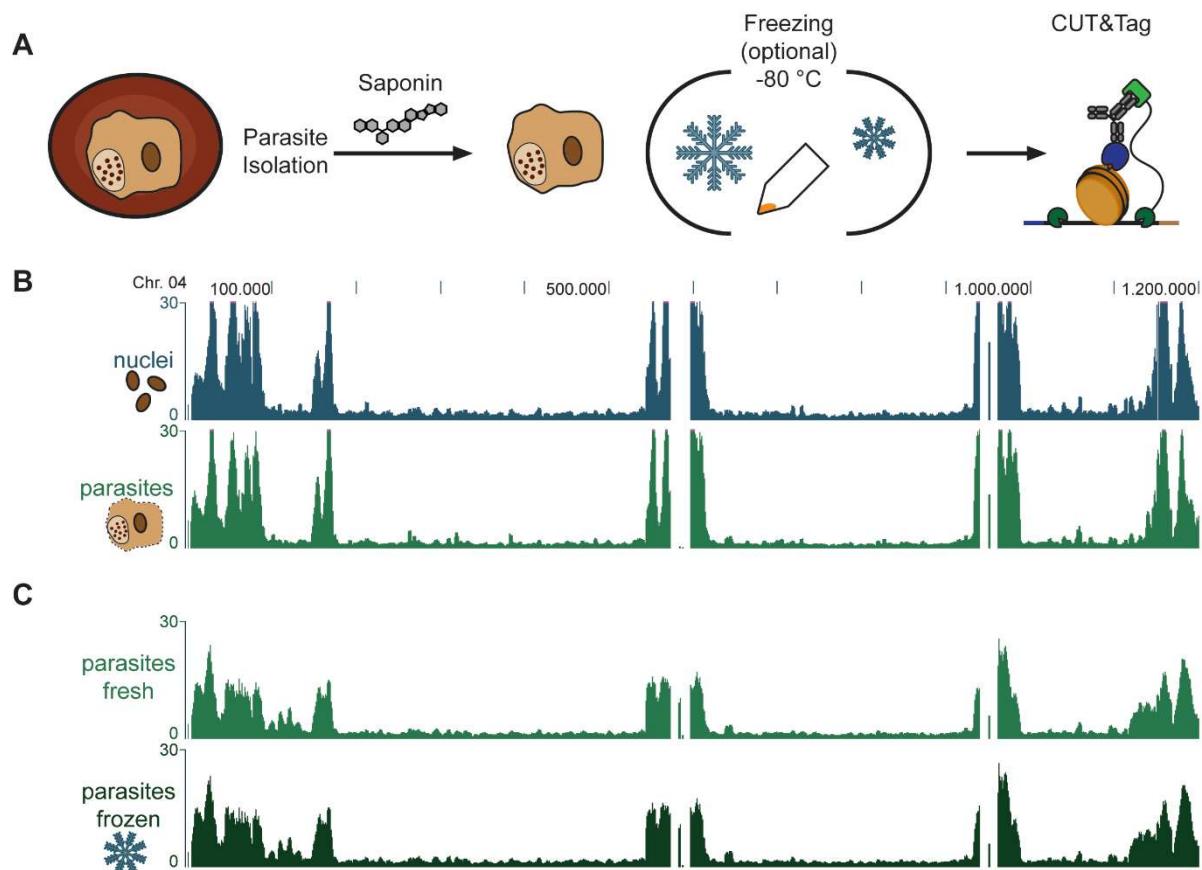 A
Parasite
Isolation
Saponin
Freezing
(optional)
-80 °C
CUT&Tag
B
Chr. 04
100.000
500.000
1.000.000
1.200.000
30
nuclei
0
30
parasites
0
C
30
parasites
fresh
0
30
parasites
frozen
0